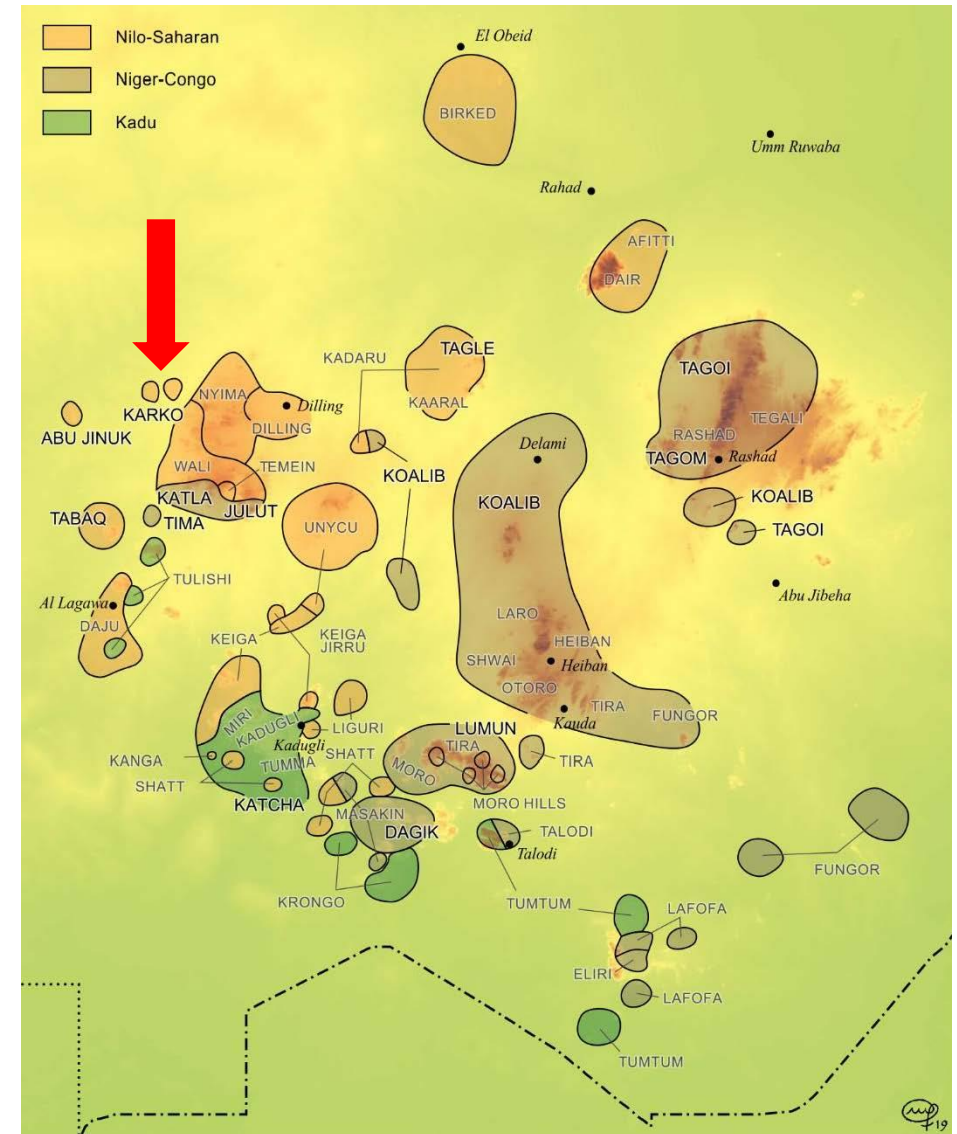 Nilo-Saharan
Niger-Congo
Kadu
El Obeid
BIRKED
Umm Ruwaba
Rahad
AFITTI
DAIR
KADARU
TAGLE
KAARAL
TAGOI
TEGALI
RASHAD
TAGOM
Rashad
NYIMA
Dilling
DILLING
KARKO
ABU JINUK
WALI
TEMEIN
KATLA
JULUT
TIMA
TABAQ
KOALIB
Delami
KOALIB
KOALIB
TAGOI
UNYCU
TULISHI
Al Lagawa
DAJU
Abu Jibeha
KEIGA
KEIGA
JIRRU
LARO
HEIBAN
SHWAI
Heiban
OTORO
TIRA
Kauda
FUNGOR
MIRI
KADUGLI
Kadugli
LIGURI
KANGA
SHATT
TUMMA
SHATT
KATCHA
LUMUN
TIRA
MORO
TIRA
MORO HILLS
MASAKIN
DAGIK
TALODI
Talodi
KRONGO
TUMTUM
LAFOFA
FUNGOR
ELIRI
LAFOFA
TUMTUM
19